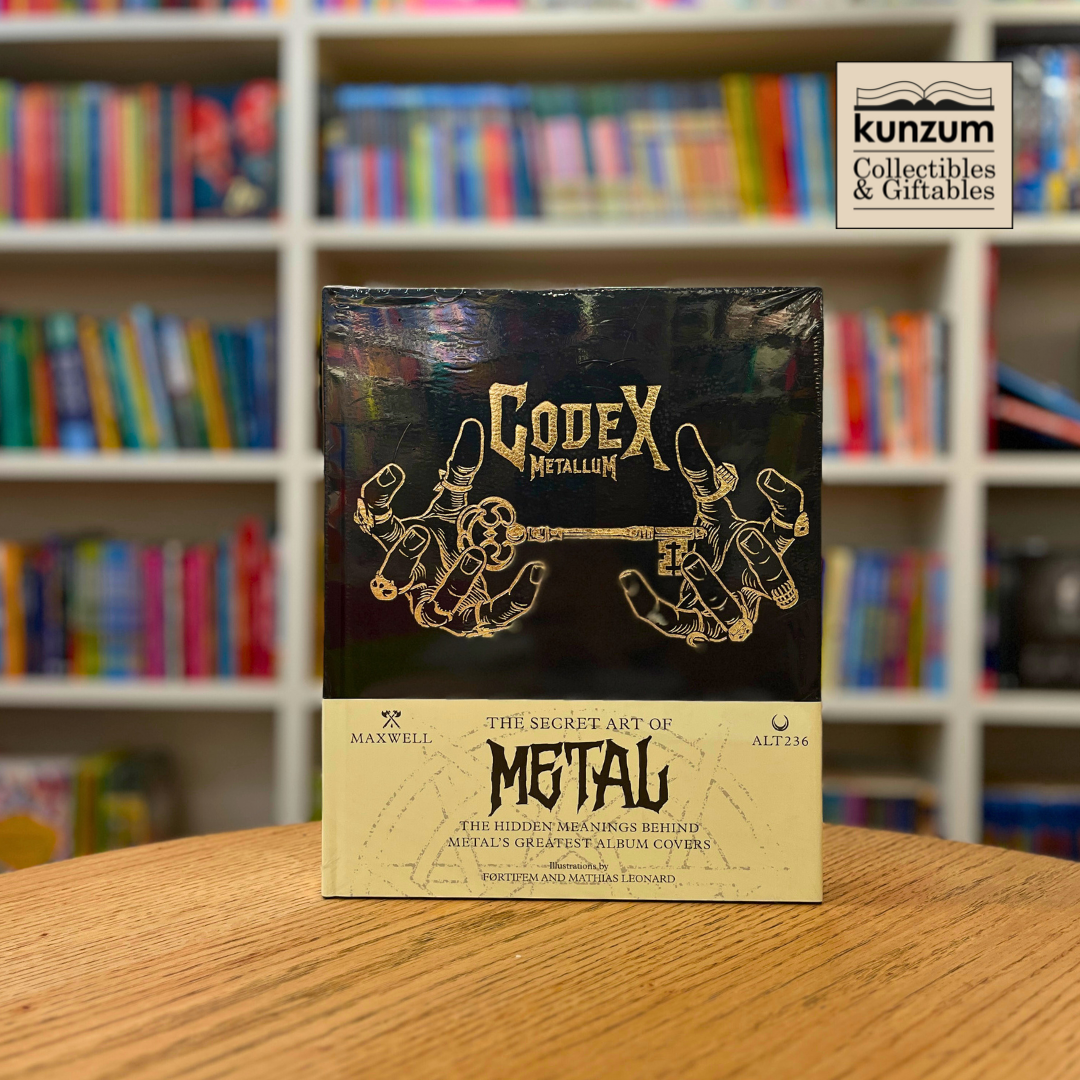 kunzum
Collectibles
& Giftables
CODEX
METALLUM
MAXWELL
THE SECRET ART OF
ALT236
METAL
THE HIDDEN MEANINGS BEHIND
METAL'S GREATEST ALBUM COVERS
Illustrations by
FØRTIFEM AND MATHIAS LEONARD